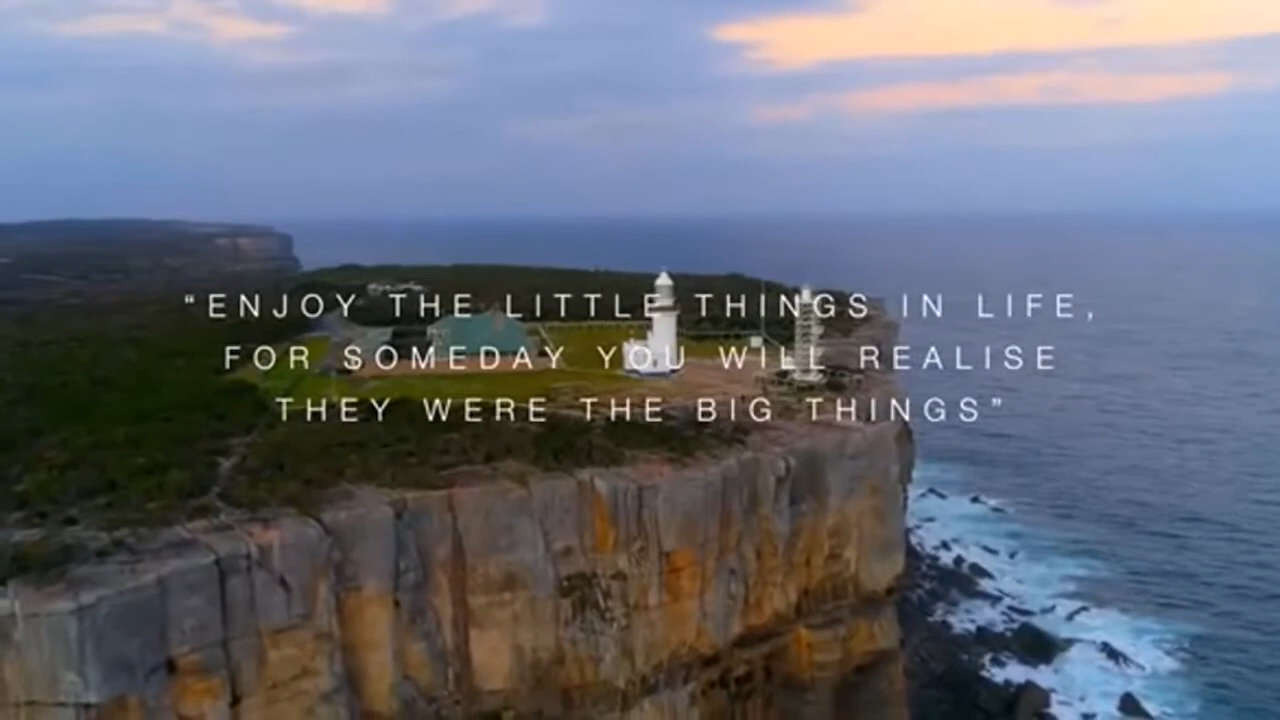 “ENJOY THE LITTLE THINGS IN LIFE,
FOR SOMEDAY YOU WILL REALISE
THEY WERE THE BIG THINGS”